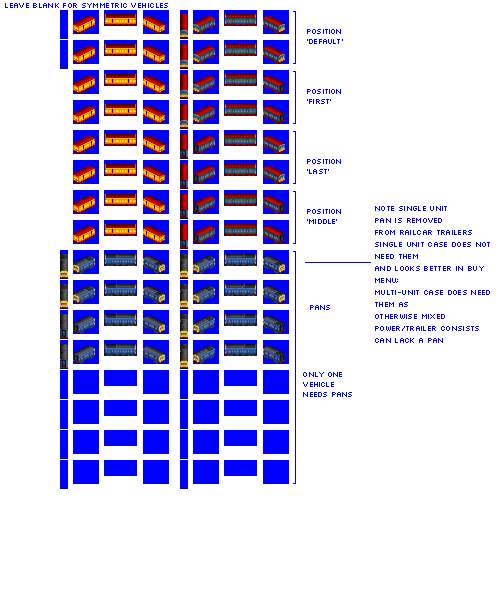 LEAVE BLANK FOR SYMMETRIC VEHICLES
POSITION
'DEFAULT'
POSITION
'FIRST'
POSITION
'LAST'
POSITION
'MIDDLE'
NOTE SINGLE UNIT
PAN IS REMOVED
FROM RAILCAR TRAILERS
SINGLE UNIT CASE DOES NOT
NEED THEM
AND LOOKS BETTER IN BUY
MENU;
MULTI-UNIT CASE DOES NEED
THEM AS
OTHERWISE MIXED
POWER/TRAILER CONSISTS
CAN LACK A PAN
PANS
ONLY ONE
VEHICLE
NEEDS PANS